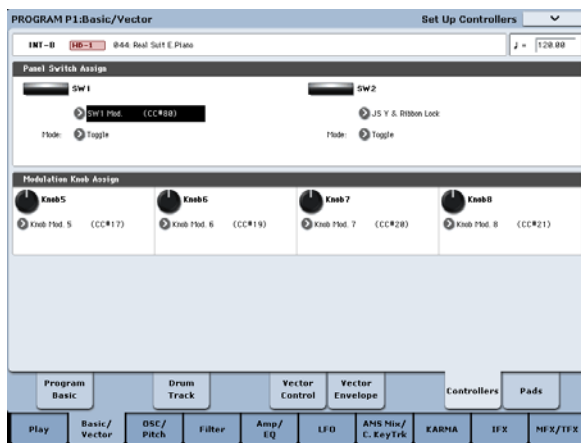 PROGRAM P1:Basic/Vector Set Up Controllers
INT-D HD-1 044: Real Suit E.Piano ♩ = 120.00
Panel Switch Assign
SW1 SW2
SW1 Mod. (CC#80) JS Y & Ribbon Lock
Mode: Toggle Mode: Toggle
Modulation Knob Assign
Knob5 Knob6 Knob7 Knob8
Knob Mod. 5 (CC#17) Knob Mod. 6 (CC#19) Knob Mod. 7 (CC#20) Knob Mod. 8 (CC#21)
Program Basic Drum Track Vector Control Vector Envelope Controllers Pads
Play Basic/Vector OSC/Pitch Filter Amp/EQ LFO AMS Mix/C.KeyTrk KARMA IFX MFX/TFX